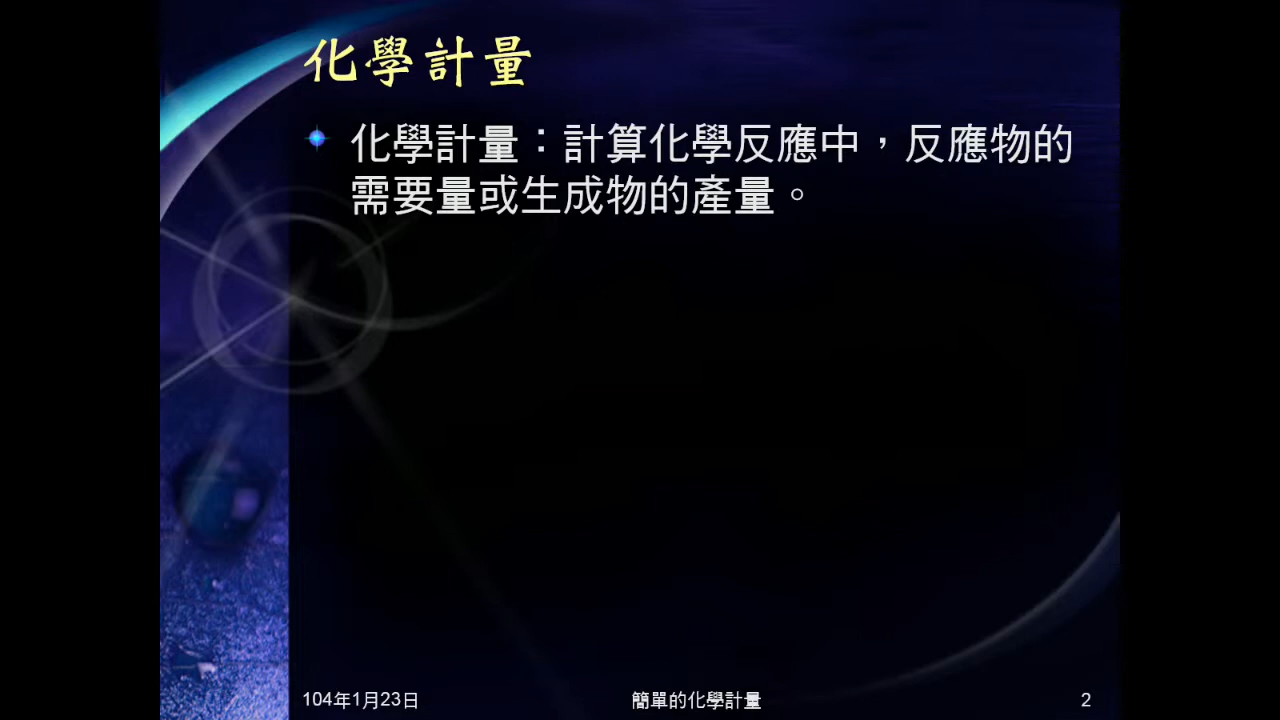 化學計量
化學計量：計算化學反應中，反應物的
需要量或生成物的產量。
104年1月23日
簡單的化學計量
2